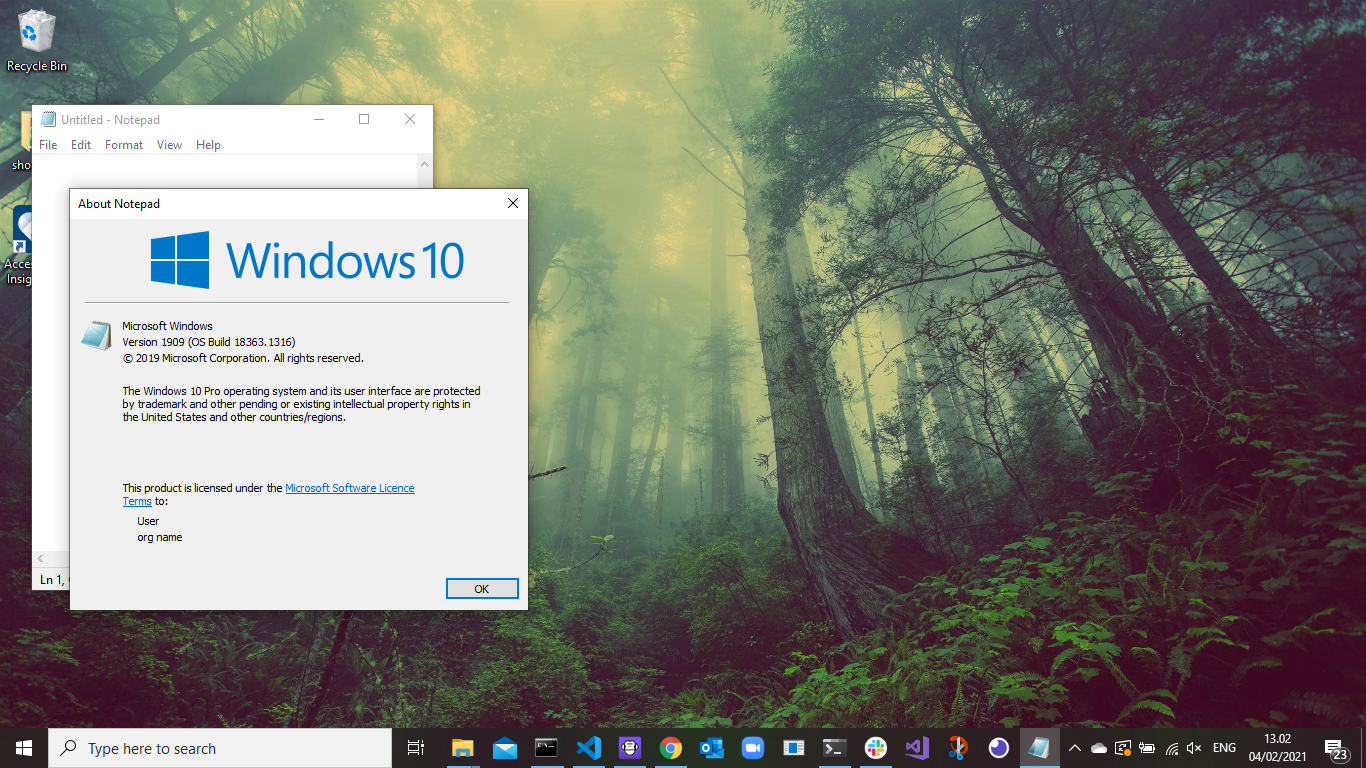 Recycle Bin
Untitled - Notepad
File Edit Format View Help
sho
About Notepad
Windows 10
Microsoft Windows
Version 1909 (OS Build 18363.1316)
© 2019 Microsoft Corporation. All rights reserved.
The Windows 10 Pro operating system and its user interface are protected
by trademark and other pending or existing intellectual property rights in
the United States and other countries/regions.
This product is licensed under the Microsoft Software Licence
Terms to:
User
org name
OK
Acce
Insig
Ln 1,
Type here to search
ENG
13.02
04/02/2021
23